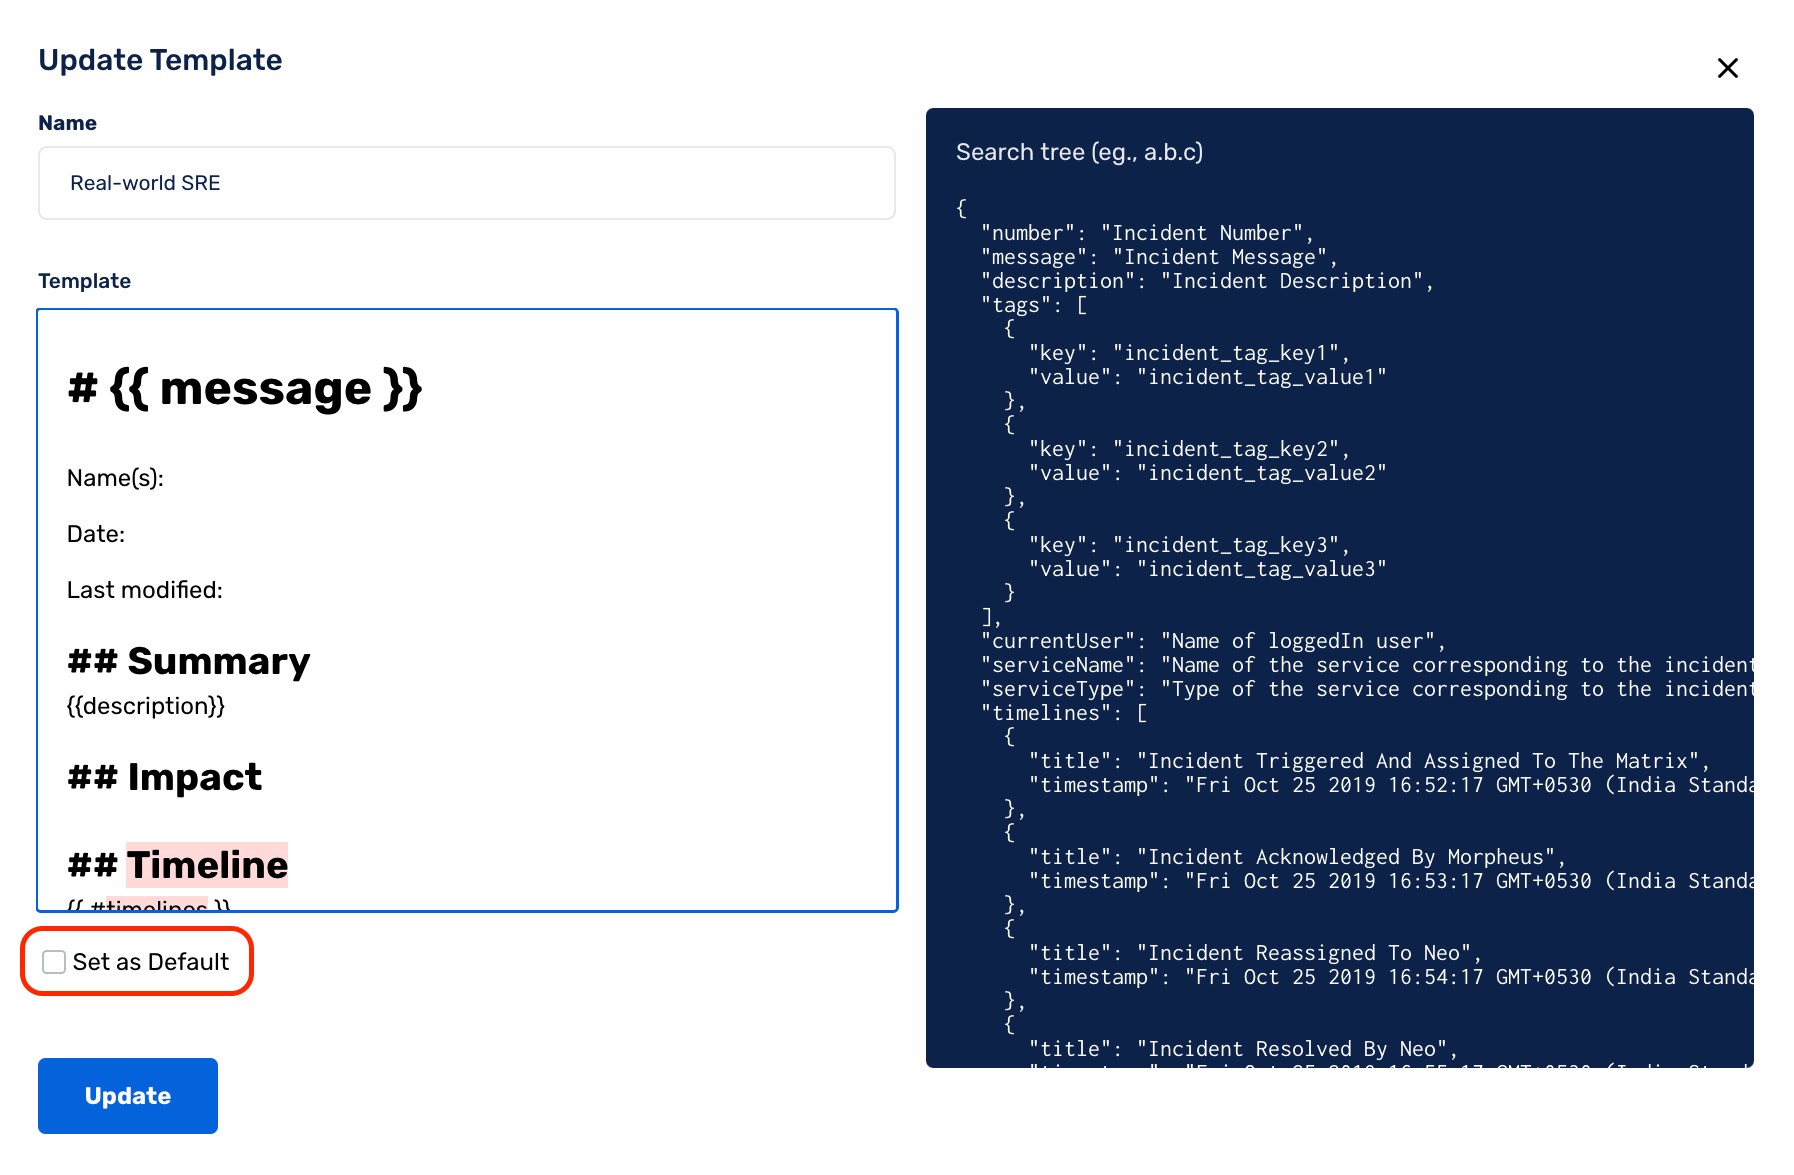 Update Template
Name
Real-world SRE
Template
# {{ message }}
Name(s):
Date:
Last modified:
## Summary
{{description}}
## Impact
## Timeline
{{ #timelines }}
Set as Default
Update
Search tree (eg., a.b.c)
{
"number": "Incident Number",
"message": "Incident Message",
"description": "Incident Description",
"tags": [
{
"key": "incident_tag_key1",
"value": "incident_tag_value1"
},
{
"key": "incident_tag_key2",
"value": "incident_tag_value2"
},
{
"key": "incident_tag_key3",
"value": "incident_tag_value3"
}
],
"currentUser": "Name of loggedIn user",
"serviceName": "Name of the service corresponding to the incident
"serviceType": "Type of the service corresponding to the incident
"timelines": [
{
"title": "Incident Triggered And Assigned To The Matrix",
"timestamp": "Fri Oct 25 2019 16:52:17 GMT+0530 (India Standa
},
{
"title": "Incident Acknowledged By Morpheus",
"timestamp": "Fri Oct 25 2019 16:53:17 GMT+0530 (India Standa
},
{
"title": "Incident Reassigned To Neo",
"timestamp": "Fri Oct 25 2019 16:54:17 GMT+0530 (India Standa
},
{
"title": "Incident Resolved By Neo",